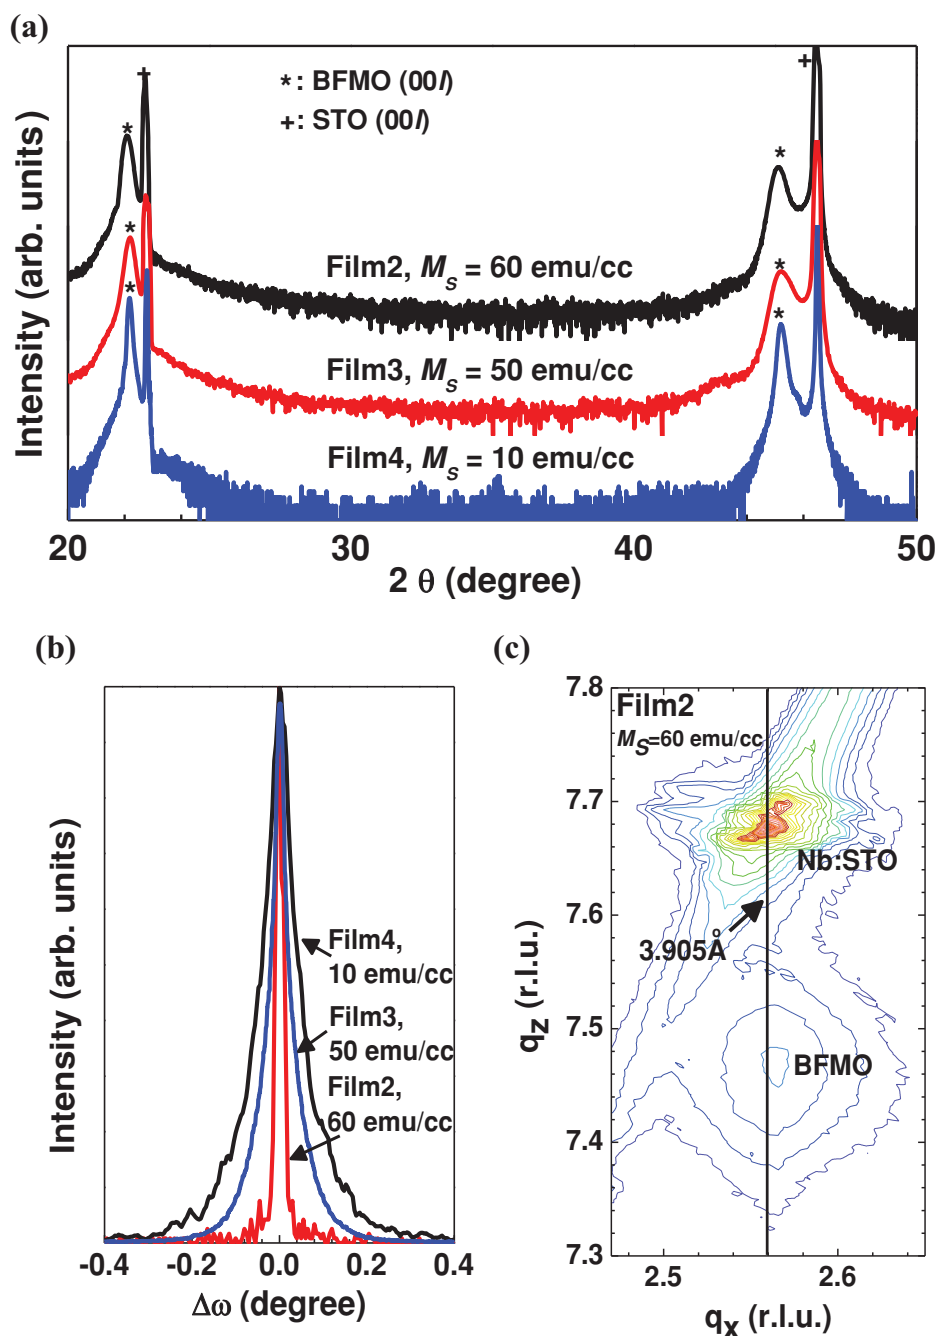 (a)
*: BFMO (00l)
+: STO (00l)
+
*
*
*
+
*
*
*
Film2, MS = 60 emu/cc
Film3, MS = 50 emu/cc
Film4, MS = 10 emu/cc
Intensity (arb. units)
20 30 40 50
2 θ (degree)
(b)
Intensity (arb. units)
Film4,
10 emu/cc
Film3,
50 emu/cc
Film2,
60 emu/cc
-0.4 -0.2 0.0 0.2 0.4
Δω (degree)
(c)
7.8
7.7
7.6
7.5
7.4
7.3
qz (r.l.u.)
Film2
MS=60 emu/cc
Nb:STO
3.905Å
BFMO
2.5 2.6
qx (r.l.u.)